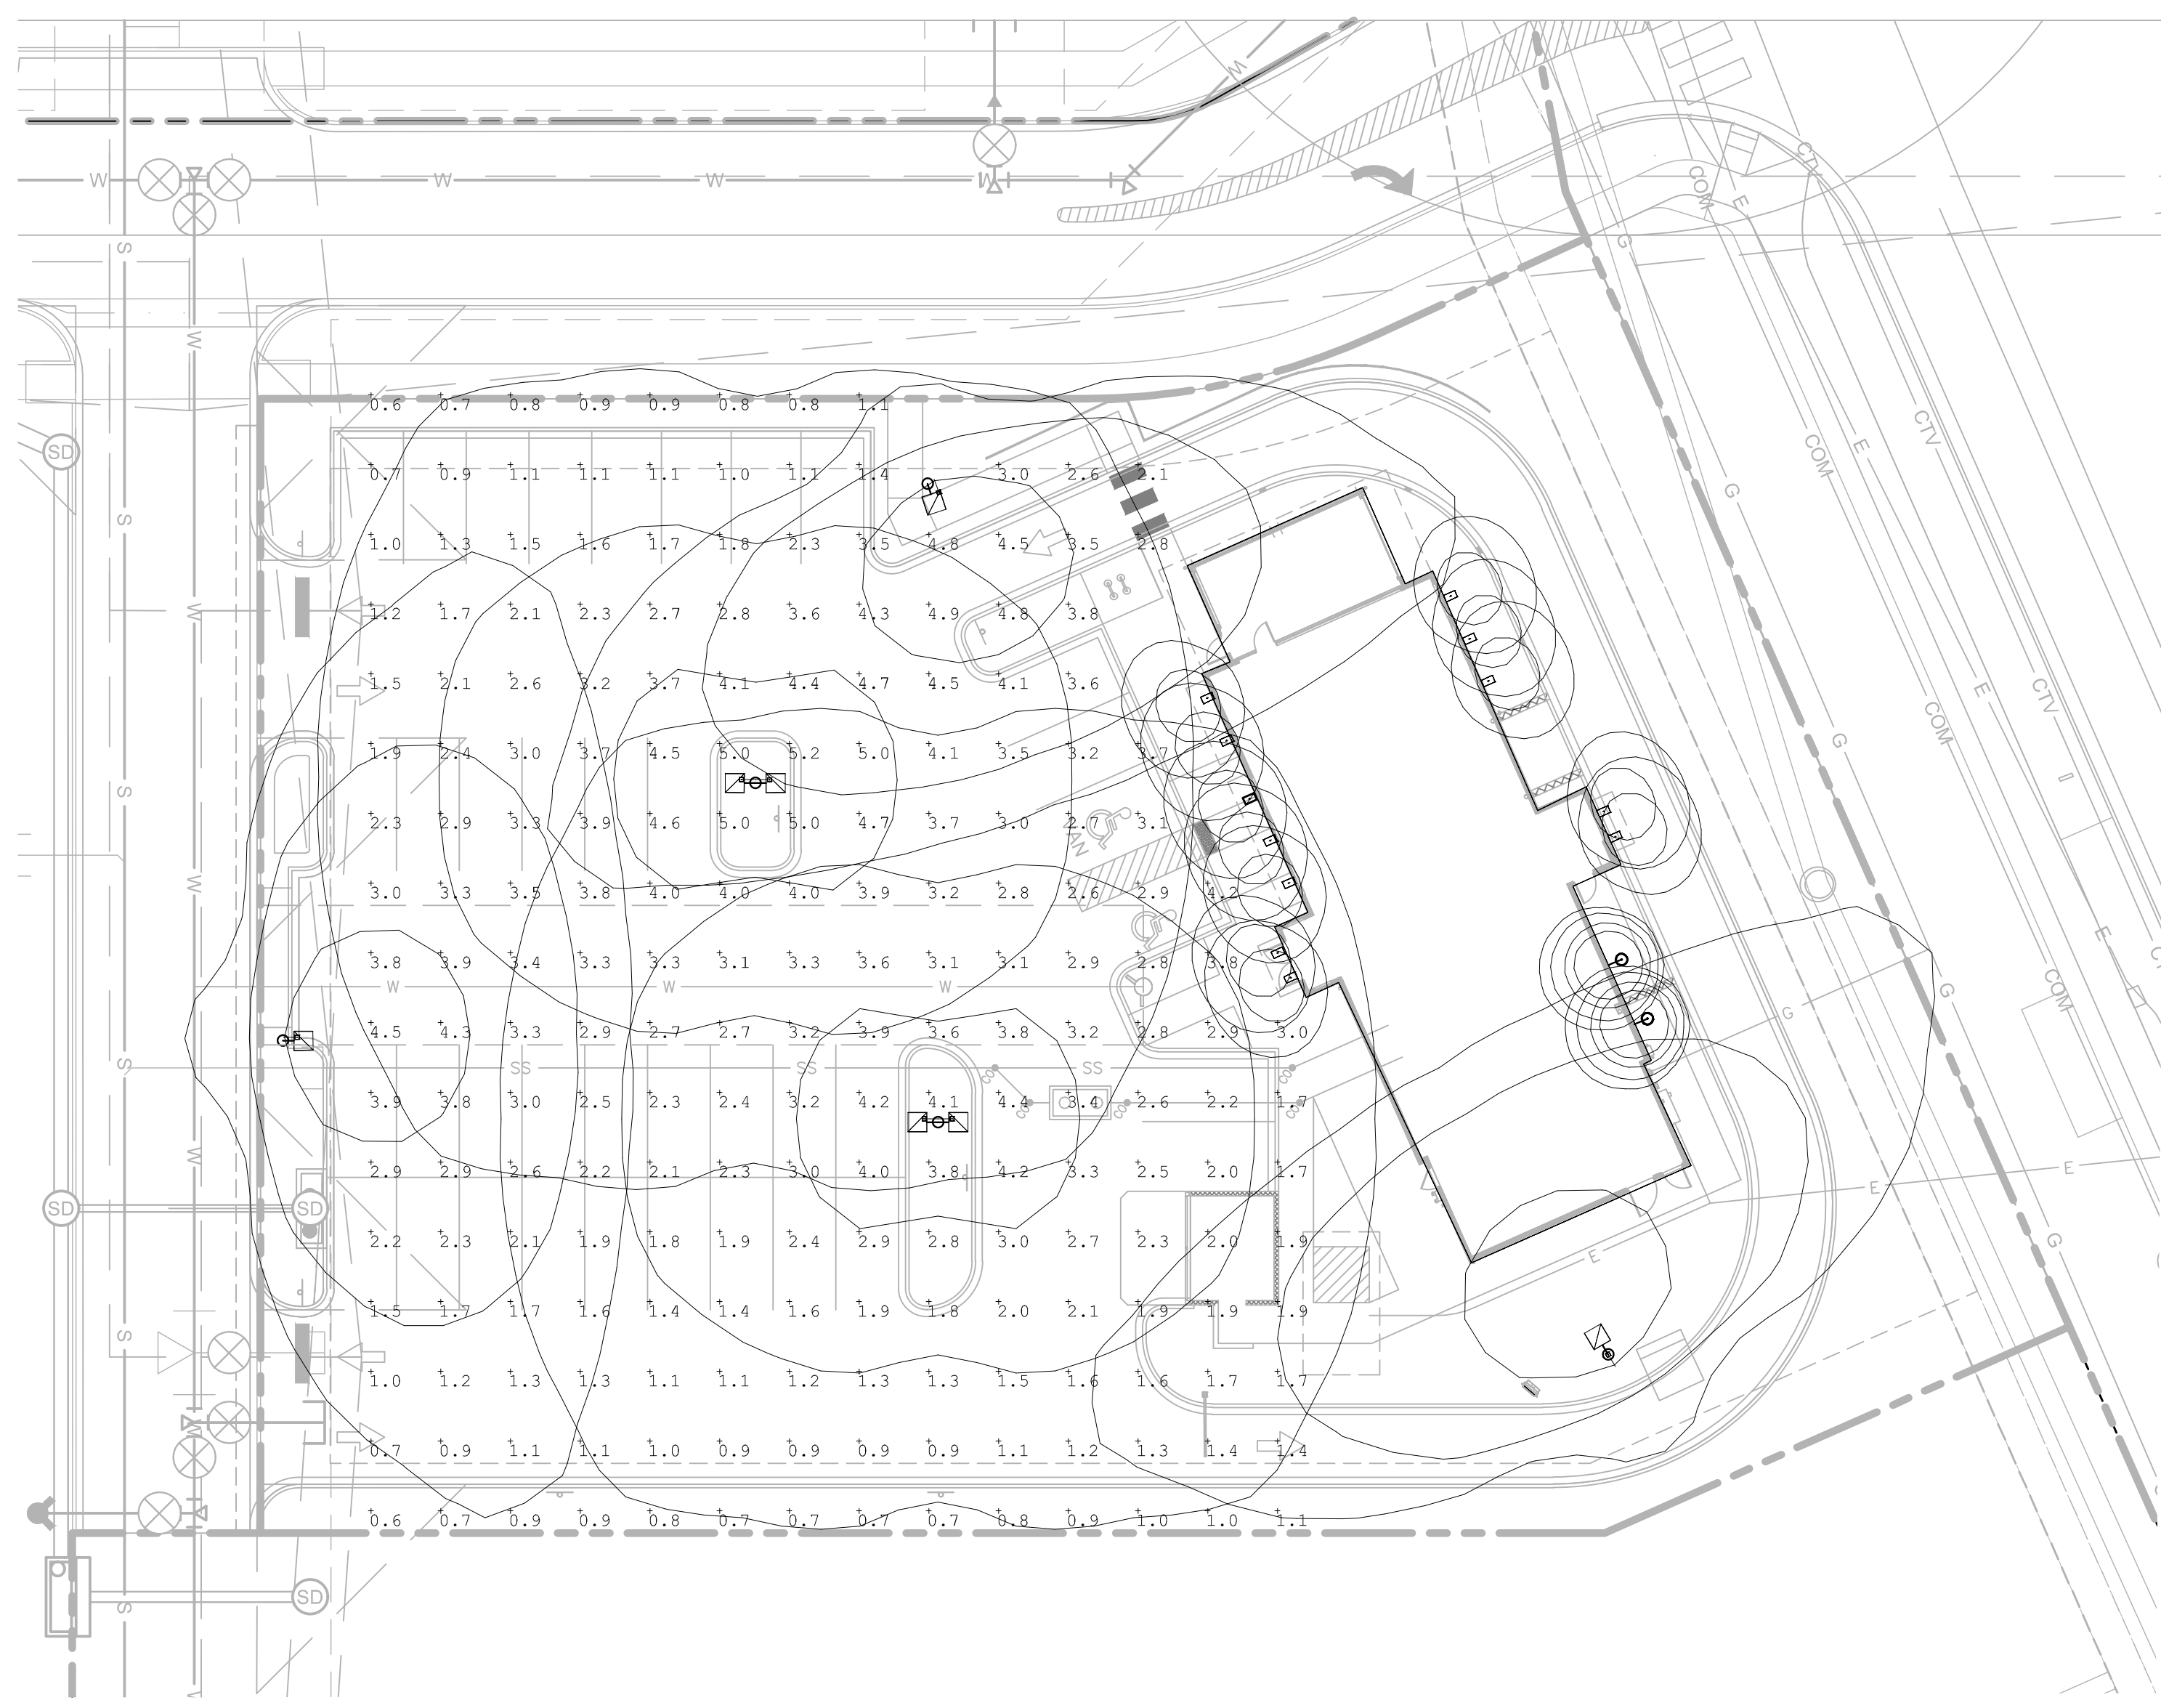 W
W W W W
COM E CTV
S G
W
0.6 0.7 0.8 0.9 0.9 0.8 0.8 1.1
SD COM E CTV
0.7 0.9 1.1 1.1 1.1 1.0 1.1 1.4 3.0 2.6 2.1
S G
1.0 1.3 1.5 1.6 1.7 1.8 2.3 3.5 4.8 4.5 3.5 2.8
W 1.2 1.7 2.1 2.3 2.7 2.8 3.6 4.3 4.9 4.8 3.8
1.5 2.1 2.6 3.2 3.7 4.1 4.4 4.7 4.5 4.1 3.6
E CTV
COM G
1.9 2.4 3.0 3.7 4.5 5.0 5.2 5.0 4.1 3.5 3.2 3.7
S
2.3 2.9 3.3 3.9 4.6 5.0 5.0 4.7 3.7 3.0 2.7 3.1
VAN
W 3.0 3.3 3.5 3.8 4.0 4.0 4.0 3.9 3.2 2.8 2.6 2.9 4.2
E
3.8 3.9 3.4 3.3 3.3 3.1 3.3 3.6 3.1 3.1 2.9 2.8 3.8
W W W G COM
G
4.5 4.3 3.3 2.9 2.7 2.7 3.2 3.9 3.6 3.8 3.2 2.8 2.9 3.0
S SS SS SS CO CO
3.9 3.8 3.0 2.5 2.3 2.4 3.2 4.2 4.1 4.4 3.4 2.6 2.2 1.7
CO CO CO
W 2.9 2.9 2.6 2.2 2.1 2.3 3.0 4.0 3.8 4.2 3.3 2.5 2.0 1.7
E E
SD SD
2.2 2.3 2.1 1.9 1.8 1.9 2.4 2.9 2.8 3.0 2.7 2.3 2.0 1.9
E G
1.5 1.7 1.7 1.6 1.4 1.4 1.6 1.9 1.8 2.0 2.1 1.9 1.9 1.9
S
1.0 1.2 1.3 1.3 1.1 1.1 1.2 1.3 1.3 1.5 1.6 1.6 1.7 1.7
W
0.7 0.9 1.1 1.1 1.0 0.9 0.9 0.9 0.9 1.1 1.2 1.3 1.4 1.4
0.6 0.7 0.9 0.9 0.8 0.7 0.7 0.7 0.7 0.8 0.9 1.0 1.0 1.1
SD
S